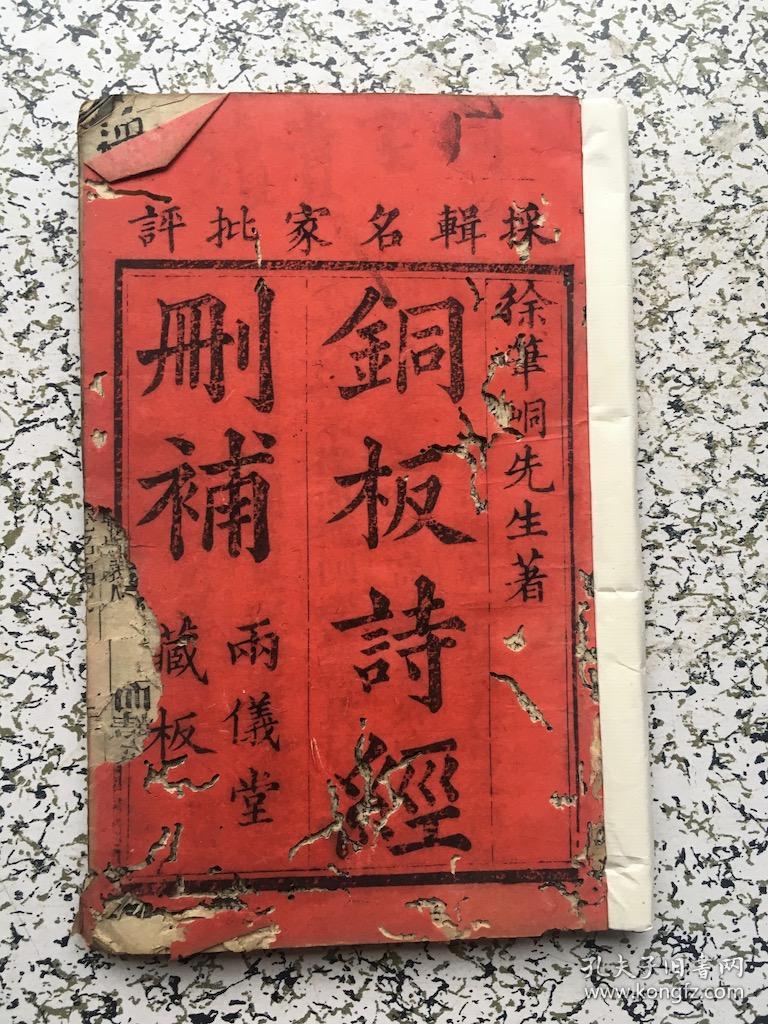 採輯名家批評
徐筆峒先生著
銅板詩經
刪補
兩儀堂
藏板
孔夫子旧书网
www.kongfz.com